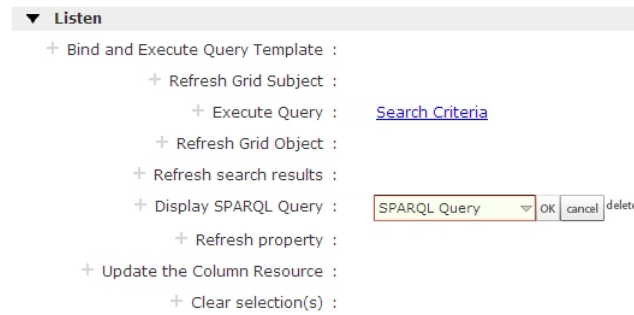 ▼ Listen
+ Bind and Execute Query Template :
+ Refresh Grid Subject :
+ Execute Query : Search Criteria
+ Refresh Grid Object :
+ Refresh search results :
+ Display SPARQL Query : SPARQL Query OK cancel delete
+ Refresh property :
+ Update the Column Resource :
+ Clear selection(s) :